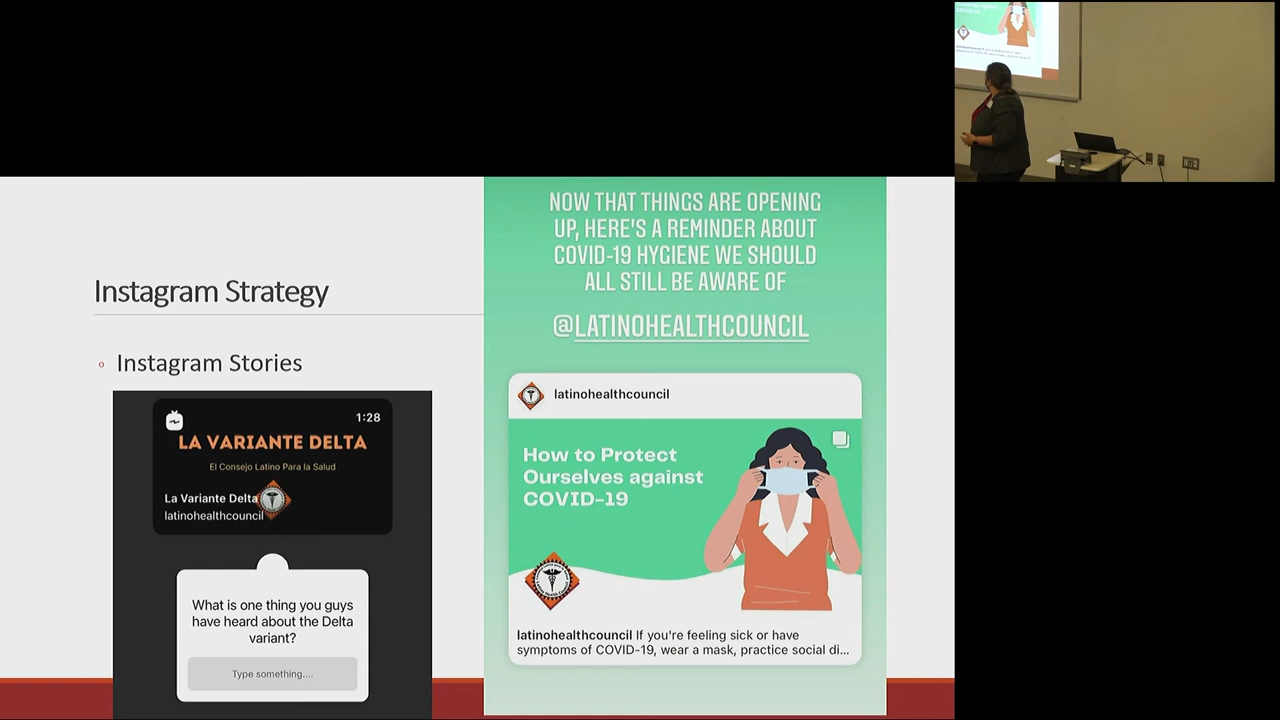 Instagram Strategy
Instagram Stories
1:28
LA VARIANTE DELTA
El Consejo Latino Para la Salud
La Variante Delta
latinohealthcouncil
What is one thing you guys
have heard about the Delta
variant?
Type something....
NOW THAT THINGS ARE OPENING
UP, HERE'S A REMINDER ABOUT
COVID-19 HYGIENE WE SHOULD
ALL STILL BE AWARE OF
@LATINOHEALTHCOUNCIL
latinohealthcouncil
How to Protect
Ourselves against
COVID-19
latinohealthcouncil If you're feeling sick or have
symptoms of COVID-19, wear a mask, practice social di...